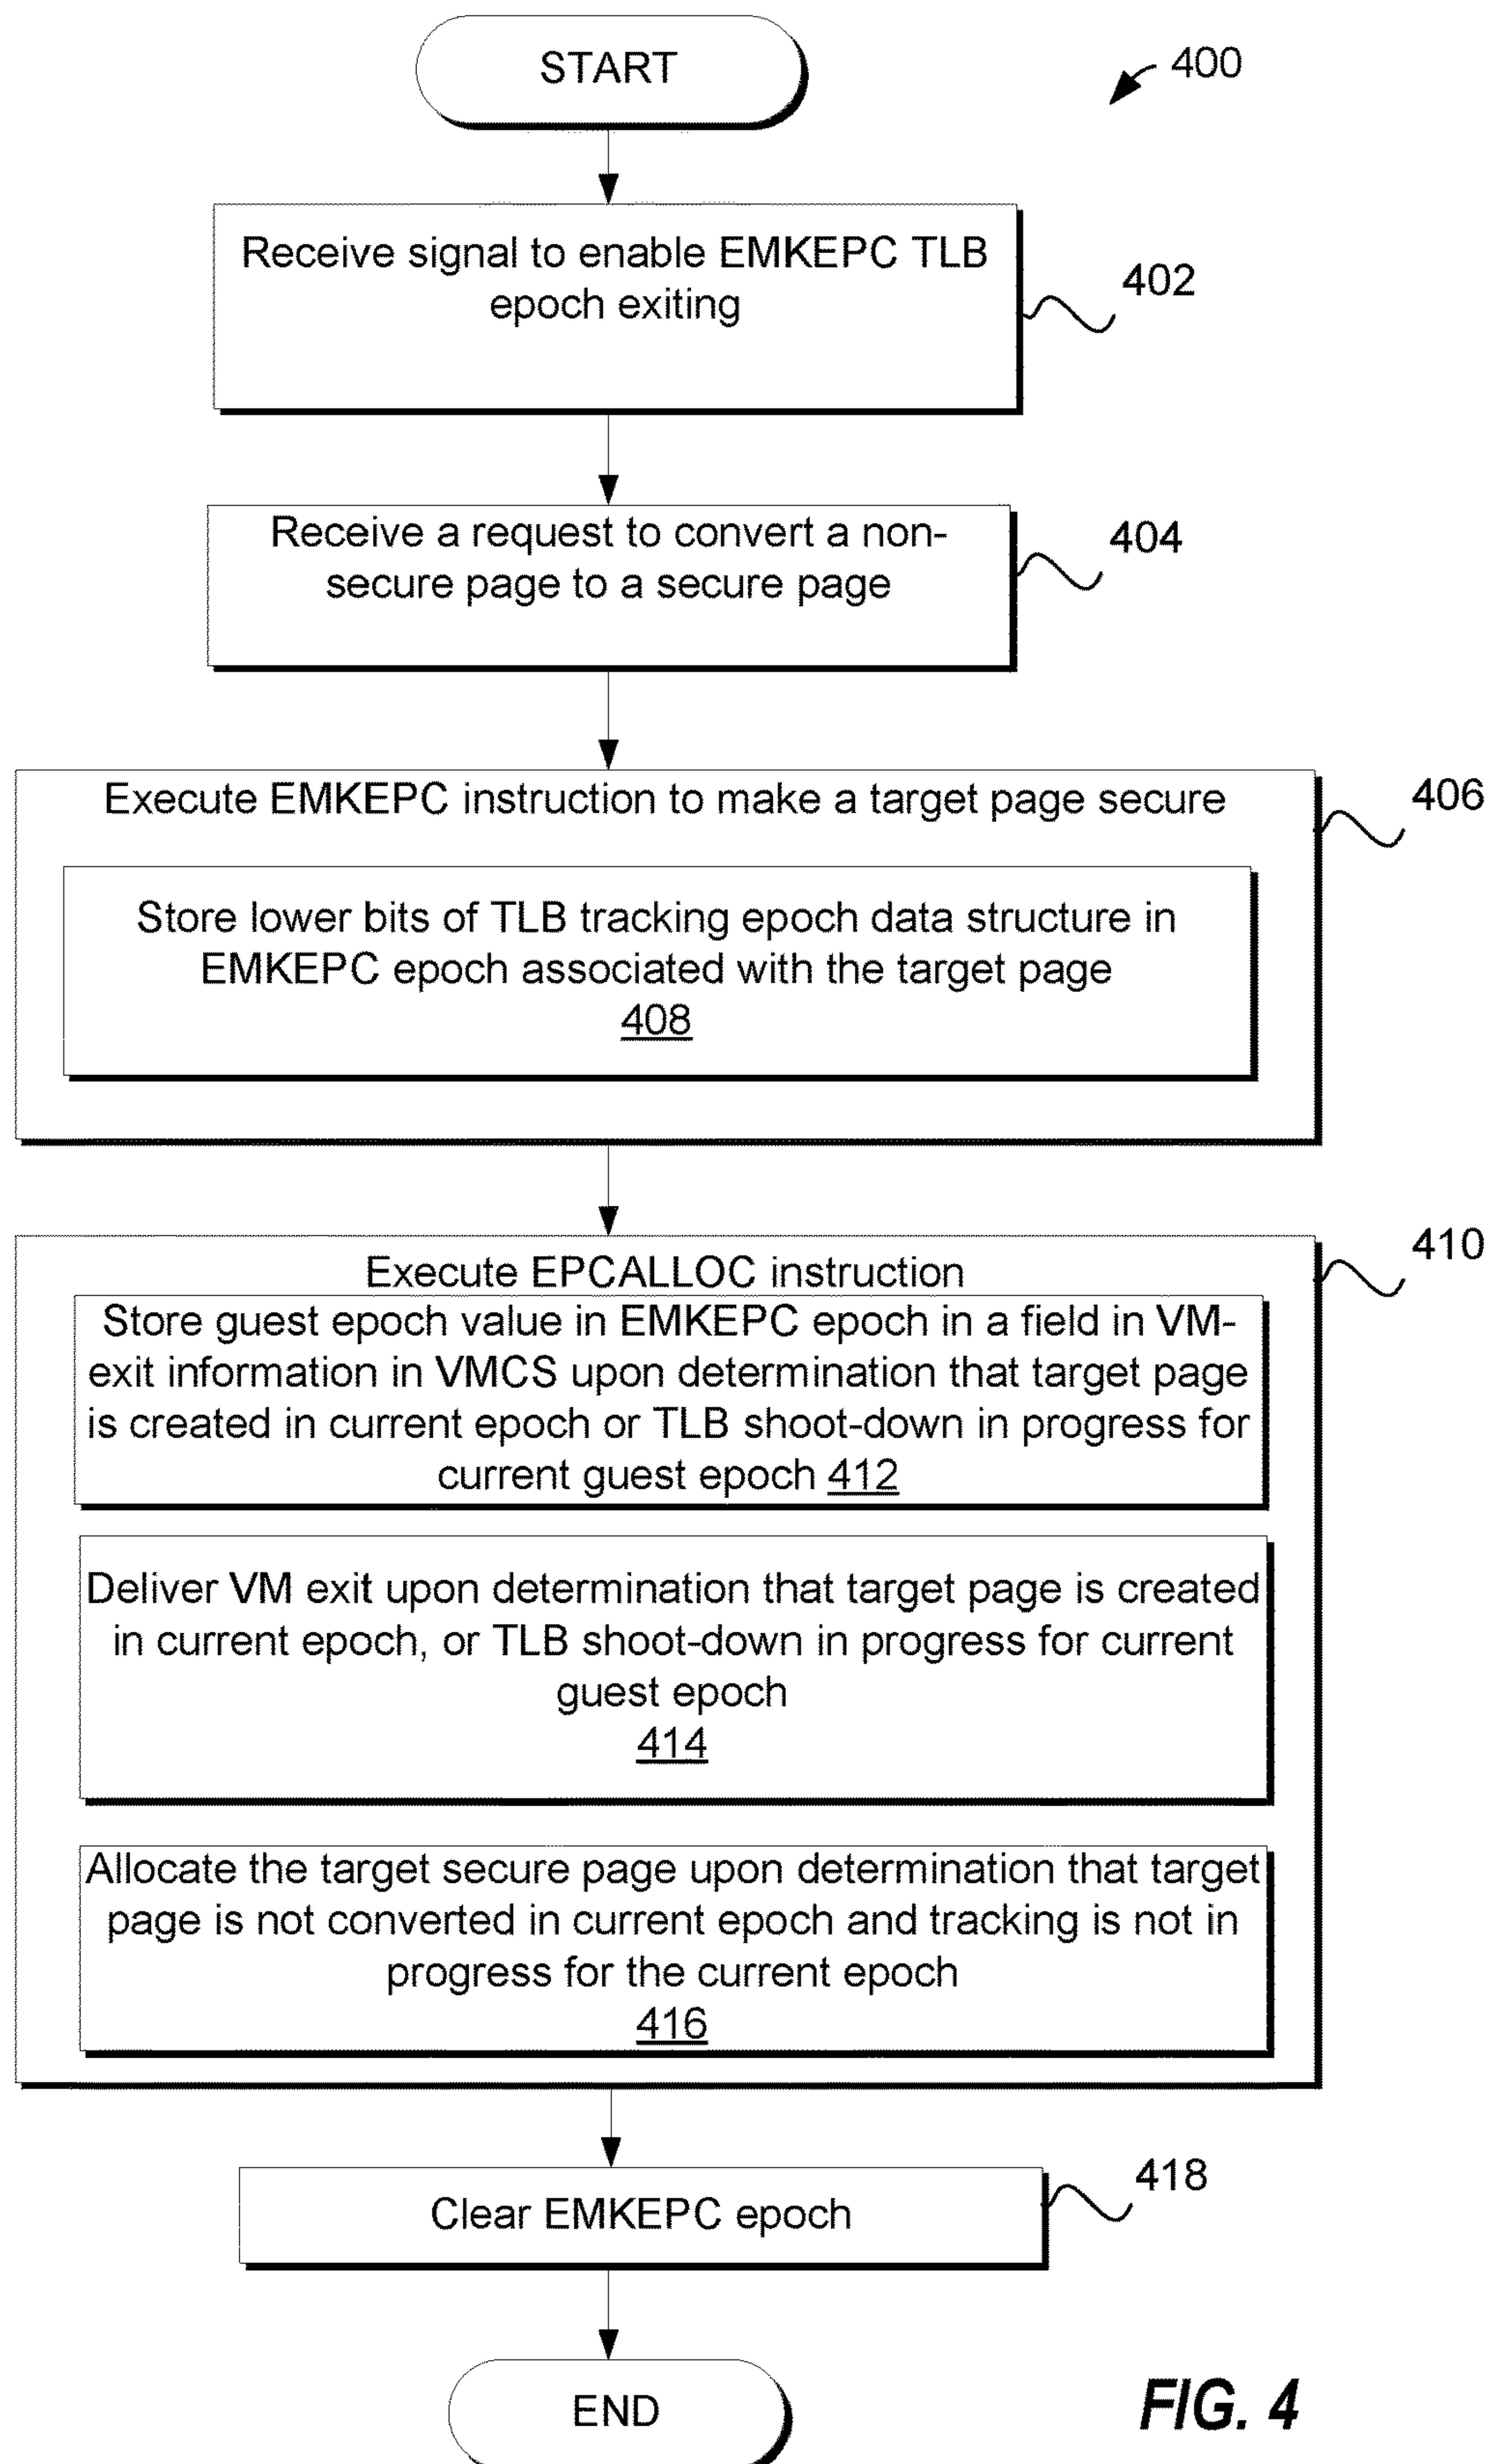 START
400
Receive signal to enable EMKEPC TLB
epoch exiting
402
Receive a request to convert a non-
secure page to a secure page
404
Execute EMKEPC instruction to make a target page secure
406
Store lower bits of TLB tracking epoch data structure in
EMKEPC epoch associated with the target page
408
Execute EPCALLOC instruction
410
Store guest epoch value in EMKEPC epoch in a field in VM-
exit information in VMCS upon determination that target page
is created in current epoch or TLB shoot-down in progress for
current guest epoch 412
Deliver VM exit upon determination that target page is created
in current epoch, or TLB shoot-down in progress for current
guest epoch
414
Allocate the target secure page upon determination that target
page is not converted in current epoch and tracking is not in
progress for the current epoch
416
Clear EMKEPC epoch
418
END
FIG. 4